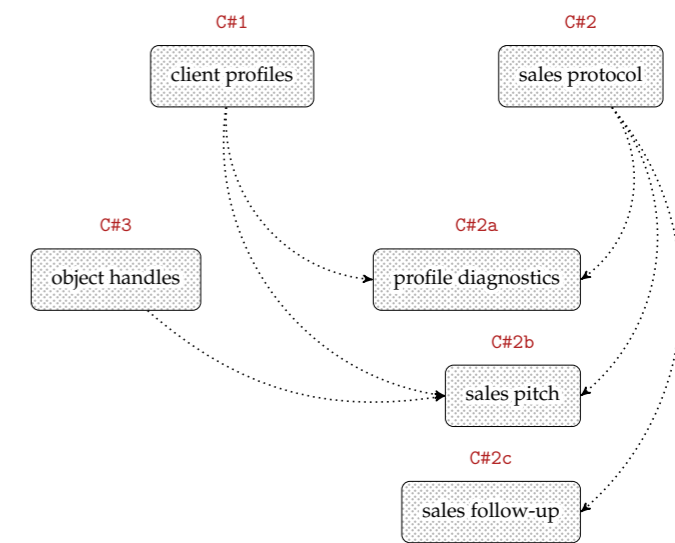 C#1
client profiles
C#2
sales protocol
C#3
object handles
C#2a
profile diagnostics
C#2b
sales pitch
C#2c
sales follow-up